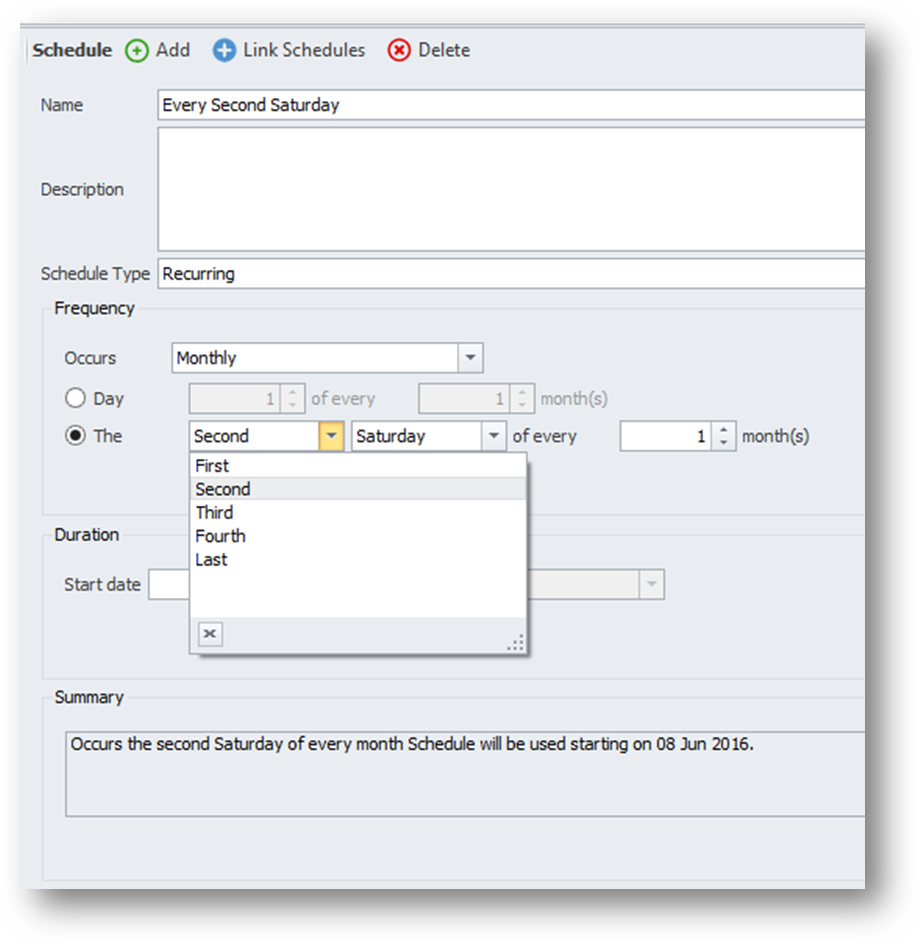 Schedule Add Link Schedules Delete
Name Every Second Saturday
Description
Schedule Type Recurring
Frequency
Occurs Monthly
Day 1 of every 1 month(s)
The Second Saturday of every 1 month(s)
First
Second
Third
Fourth
Last
Duration
Start date
Summary
Occurs the second Saturday of every month Schedule will be used starting on 08 Jun 2016.